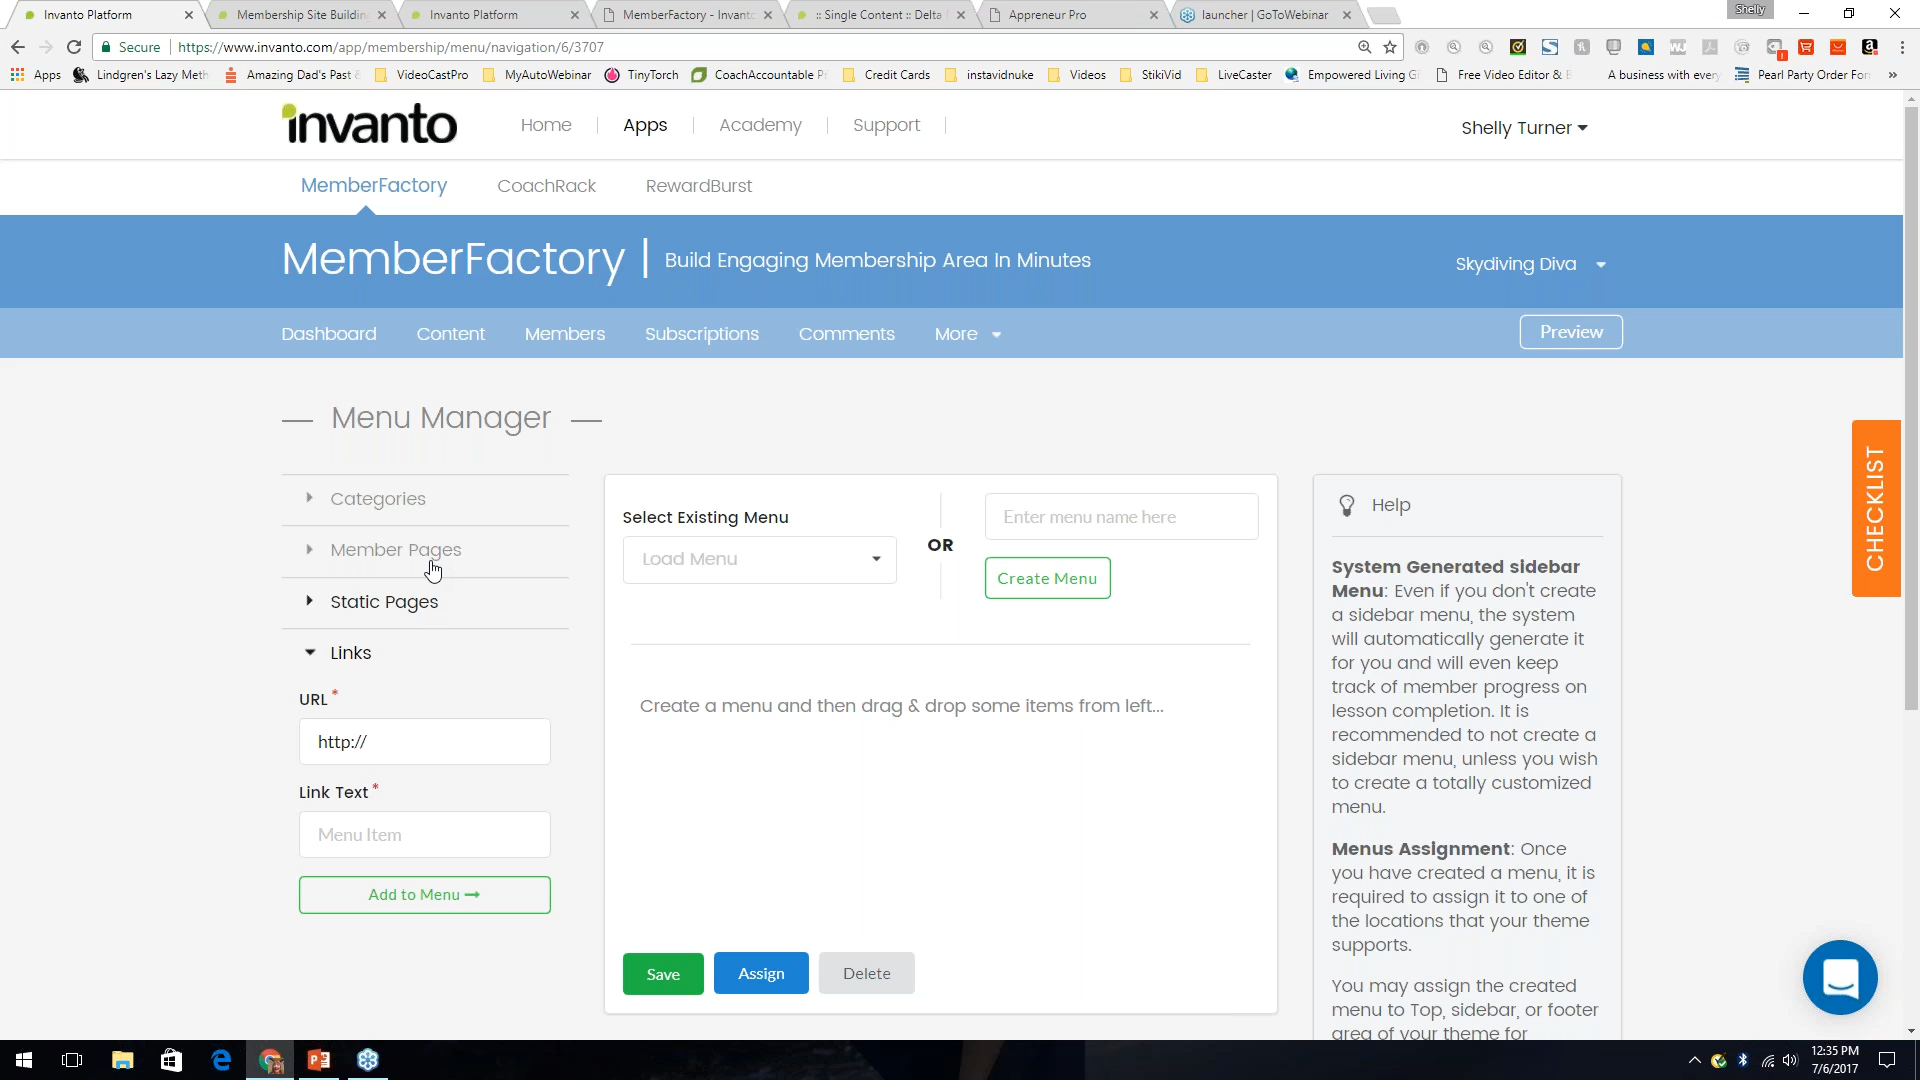 Invanto Platform
Membership Site Buildin
Invanto Platform
MemberFactory - Invanto
:: Single Content :: Delta
Appreneur Pro
launcher | GoToWebinar
Shelly
Secure
https://www.invanto.com/app/membership/menu/navigation/6/3707
Apps
Lindgren's Lazy Meth
Amazing Dad's Past
VideoCastPro
MyAutoWebinar
TinyTorch
CoachAccountable P
Credit Cards
instavidnuke
Videos
StikiVid
LiveCaster
Empowered Living G
Free Video Editor &
A business with every
Pearl Party Order For
»
invanto
Home
Apps
Academy
Support
Shelly Turner
MemberFactory
CoachRack
RewardBurst
MemberFactory | Build Engaging Membership Area In Minutes
Skydiving Diva
Dashboard
Content
Members
Subscriptions
Comments
More
Preview
Menu Manager
Categories
Member Pages
Static Pages
Links
URL *
http://
Link Text *
Menu Item
Add to Menu
Select Existing Menu
Load Menu
OR
Enter menu name here
Create Menu
Create a menu and then drag & drop some items from left...
Save
Assign
Delete
Help
System Generated sidebar
Menu: Even if you don't create
a sidebar menu, the system
will automatically generate it
for you and will even keep
track of member progress on
lesson completion. It is
recommended to not create a
sidebar menu, unless you wish
to create a totally customized
menu.
Menus Assignment: Once
you have created a menu, it is
required to assign it to one of
the locations that your theme
supports.
You may assign the created
menu to Top, sidebar, or footer
area of your theme for
CHECKLIST
12:35 PM
7/6/2017